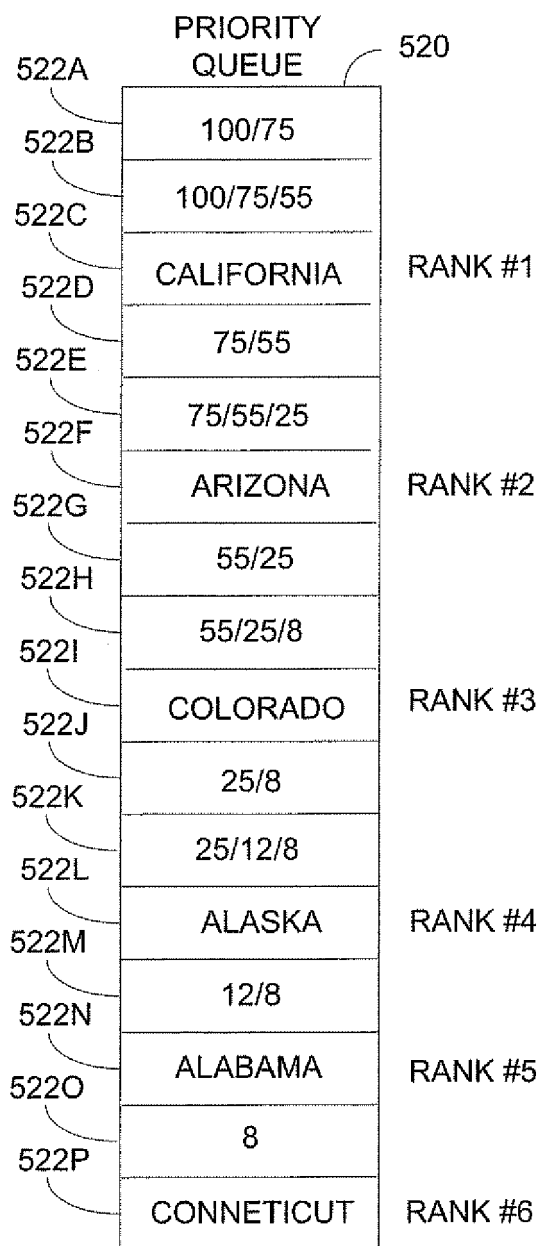 PRIORITY
QUEUE
520
522A
100/75
522B
100/75/55
522C
CALIFORNIA RANK #1
522D
75/55
522E
75/55/25
522F
ARIZONA RANK #2
522G
55/25
522H
55/25/8
522I
COLORADO RANK #3
522J
25/8
522K
25/12/8
522L
ALASKA RANK #4
522M
12/8
522N
ALABAMA RANK #5
522O
8
522P
CONNETICUT RANK #6